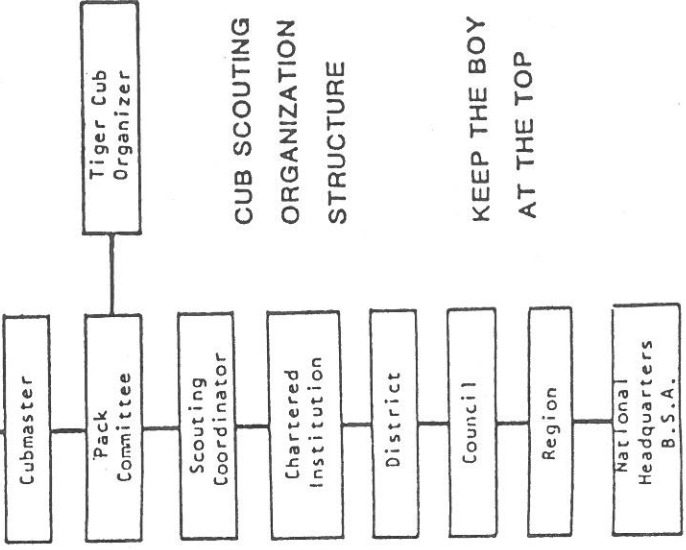 Cubmaster
Pack
Committee
Tiger Cub
Organizer
Scouting
Coordinator
Chartered
Institution
District
Council
Region
National
Headquarters
B.S.A.
CUB SCOUTING
ORGANIZATION
STRUCTURE
KEEP THE BOY
AT THE TOP